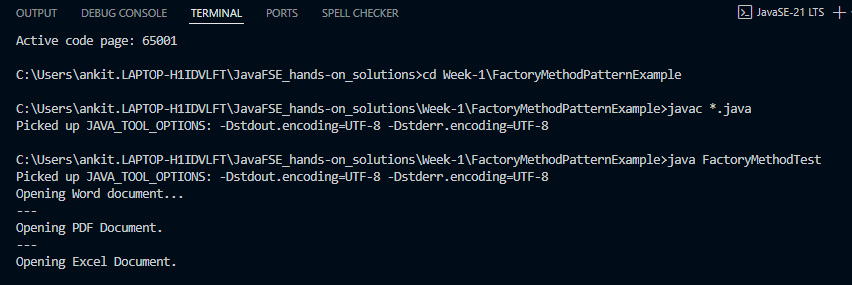 OUTPUT DEBUG CONSOLE TERMINAL PORTS SPELL CHECKER JavaSE-21 LTS
Active code page: 65001
C:\Users\ankit.LAPTOP-H1IDVLFT\JavaFSE_hands-on_solutions>cd Week-1\FactoryMethodPatternExample
C:\Users\ankit.LAPTOP-H1IDVLFT\JavaFSE_hands-on_solutions\Week-1\FactoryMethodPatternExample>javac *.java
Picked up JAVA_TOOL_OPTIONS: -Dstdout.encoding=UTF-8 -Dstderr.encoding=UTF-8
C:\Users\ankit.LAPTOP-H1IDVLFT\JavaFSE_hands-on_solutions\Week-1\FactoryMethodPatternExample>java FactoryMethodTest
Picked up JAVA_TOOL_OPTIONS: -Dstdout.encoding=UTF-8 -Dstderr.encoding=UTF-8
Opening Word document...
---
Opening PDF Document.
---
Opening Excel Document.